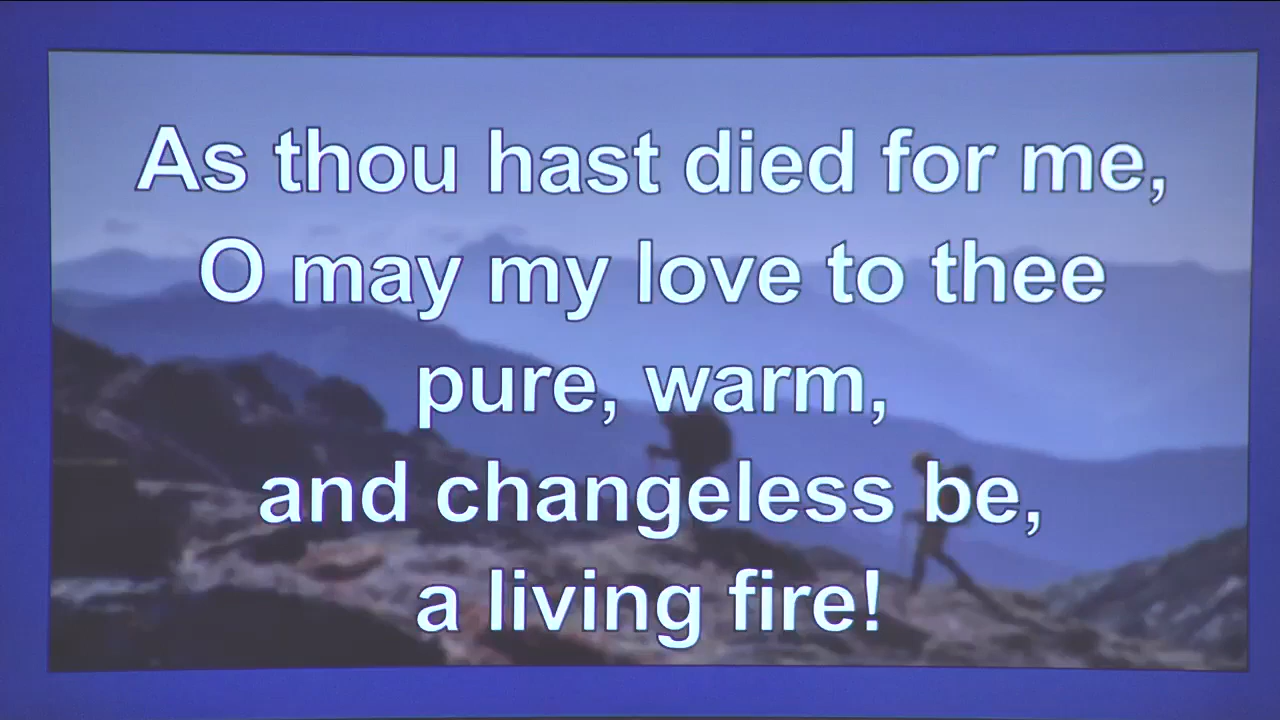 As thou hast died for me,
O may my love to thee
pure, warm,
and changeless be,
a living fire!